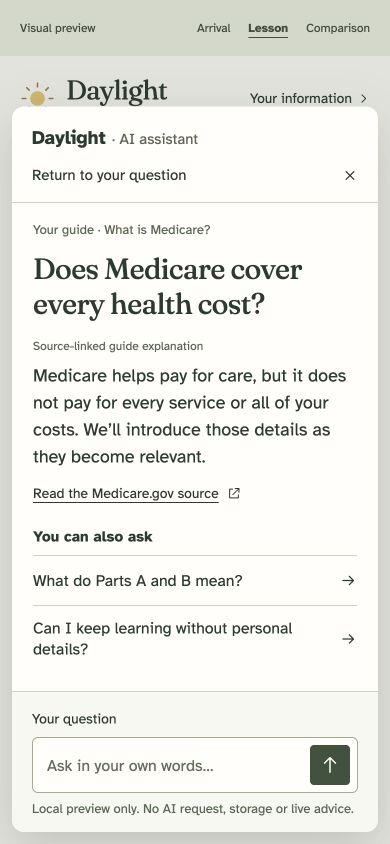 Visual preview
Arrival
Lesson
Comparison
Daylight
Your information
Daylight · AI assistant
Return to your question
Your guide · What is Medicare?
Does Medicare cover
every health cost?
Source-linked guide explanation
Medicare helps pay for care, but it does
not pay for every service or all of your
costs. We’ll introduce those details as
they become relevant.
Read the Medicare.gov source
You can also ask
What do Parts A and B mean?
Can I keep learning without personal
details?
Your question
Ask in your own words...
Local preview only. No AI request, storage or live advice.